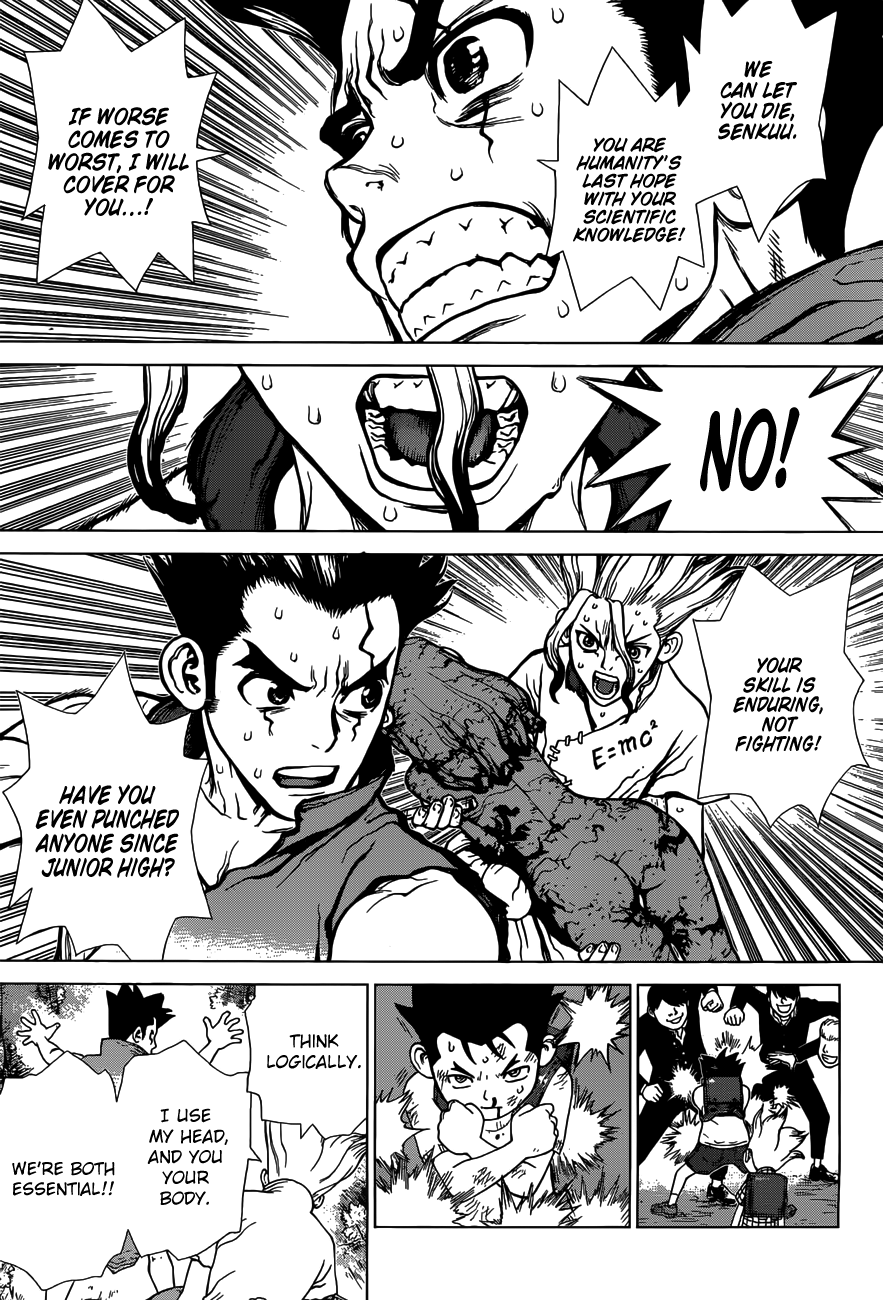 WE
CAN LET
YOU DIE,
SENKUU.
YOU ARE
HUMANITY'S
LAST HOPE
WITH YOUR
SCIENTIFIC
KNOWLEDGE!
IF WORSE
COMES TO
WORST, I WILL
COVER FOR
YOU...!
NO!
YOUR
SKILL IS
ENDURING,
NOT
FIGHTING!
E=mc²
HAVE YOU
EVEN PUNCHED
ANYONE SINCE
JUNIOR HIGH?
THINK
LOGICALLY.
I USE
MY HEAD,
AND YOU
YOUR
BODY.
WE'RE BOTH
ESSENTIAL!!